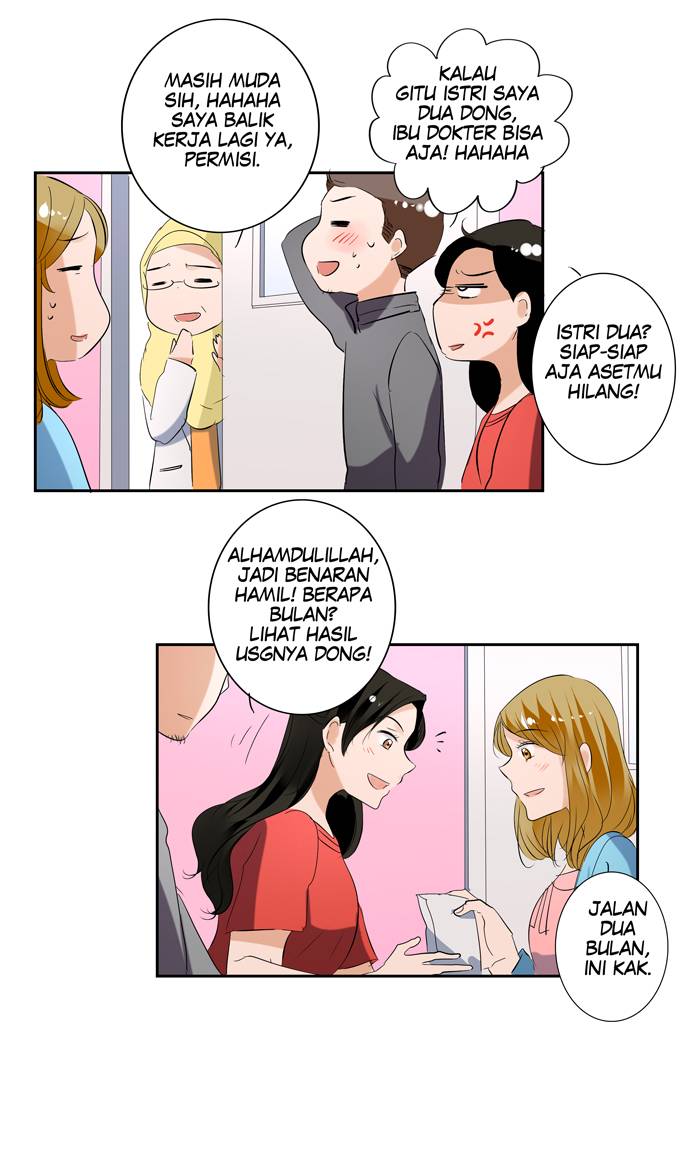 MASIH MUDA
SIH, HAHAHA
SAYA BALIK
KERJA LAGI YA,
PERMISI.
KALAU
GITU ISTRI SAYA
DUA DONG,
IBU DOKTER BISA
AJA! HAHAHA
ISTRI DUA?
SIAP-SIAP
AJA ASETMU
HILANG!
ALHAMDULILLAH,
JADI BENARAN
HAMIL! BERAPA
BULAN?
LIHAT HASIL
USGNYA DONG!
JALAN
DUA
BULAN,
INI KAK.